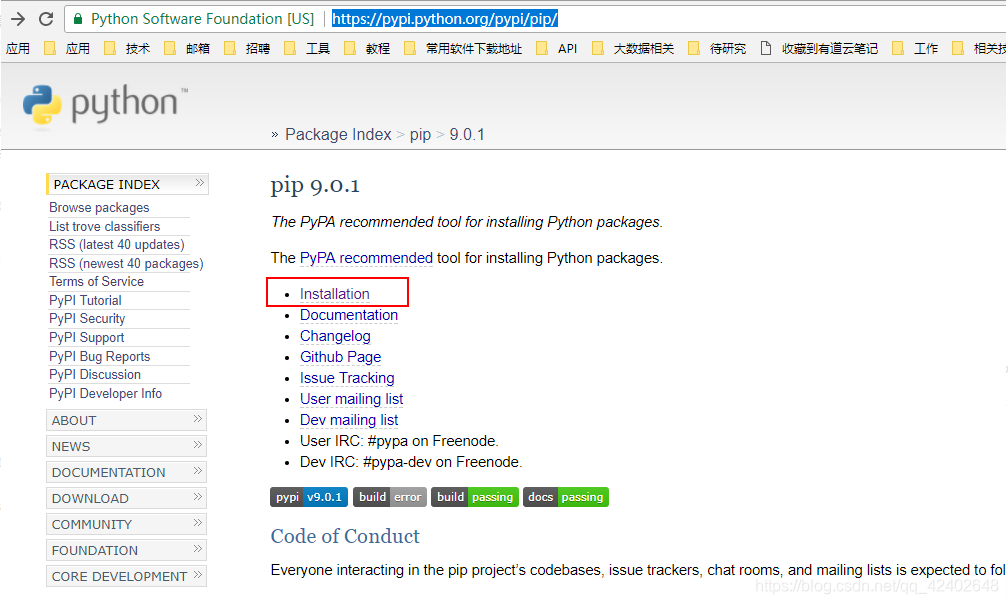 Python Software Foundation [US] https://pypi.python.org/pypi/pip/
应用 应用 技术 邮箱 招聘 工具 教程 常用软件下载地址 API 大数据相关 待研究 收藏到有道云笔记 工作 相关技
python™
» Package Index > pip > 9.0.1
PACKAGE INDEX »
Browse packages
List trove classifiers
RSS (latest 40 updates)
RSS (newest 40 packages)
Terms of Service
PyPI Tutorial
PyPI Security
PyPI Support
PyPI Bug Reports
PyPI Discussion
PyPI Developer Info
ABOUT »
NEWS »
DOCUMENTATION »
DOWNLOAD »
COMMUNITY »
FOUNDATION »
CORE DEVELOPMENT »
pip 9.0.1
The PyPA recommended tool for installing Python packages.
The PyPA recommended tool for installing Python packages.
• Installation
• Documentation
• Changelog
• Github Page
• Issue Tracking
• User mailing list
• Dev mailing list
• User IRC: #pypa on Freenode.
• Dev IRC: #pypa-dev on Freenode.
pypi v9.0.1 build error build passing docs passing
Code of Conduct
Everyone interacting in the pip project's codebases, issue trackers, chat rooms, and mailing lists is expected to fol
https://blog.csdn.net/qq_42402648